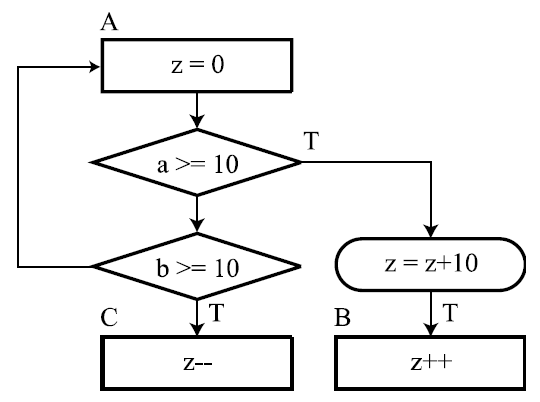 A
z = 0
T
a >= 10
b >= 10
z = z+10
T
T
C
B
z--
z++